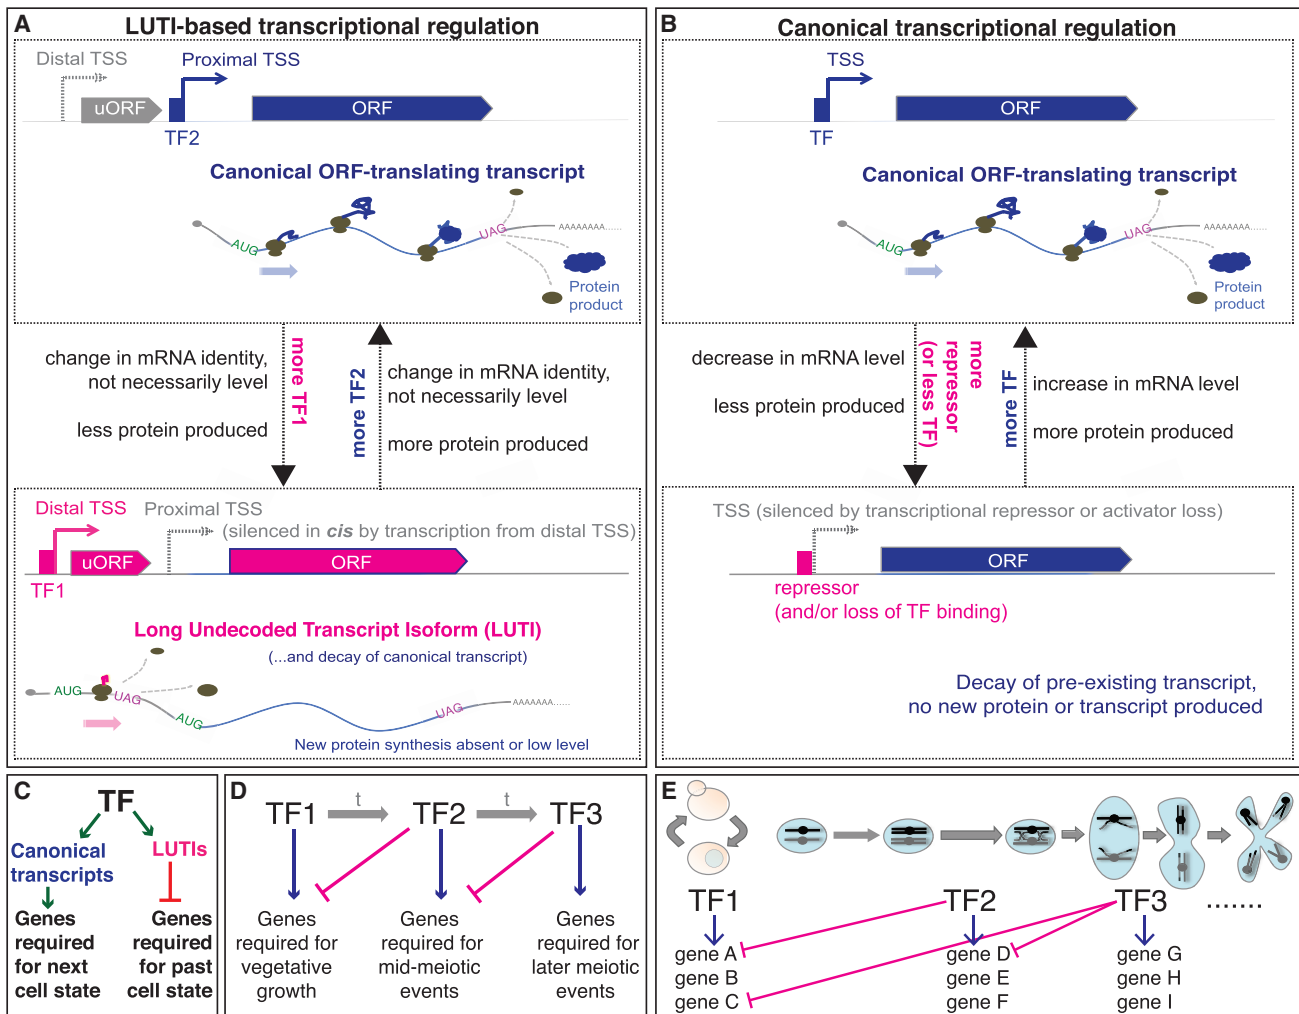 A
LUTI-based transcriptional regulation
Distal TSS
Proximal TSS
uORF
TF2
ORF
Canonical ORF-translating transcript
AUG
UAG
AAAAAAAA......
Protein
product
change in mRNA identity,
not necessarily level
less protein produced
more TF1
more TF2
change in mRNA identity,
not necessarily level
more protein produced
Distal TSS
Proximal TSS
(silenced in cis by transcription from distal TSS)
uORF
ORF
TF1
Long Undecoded Transcript Isoform (LUTI)
(...and decay of canonical transcript)
AUG
UAG
AUG
UAG
AAAAAAA......
New protein synthesis absent or low level
B
Canonical transcriptional regulation
TSS
ORF
TF
Canonical ORF-translating transcript
AUG
UAG
AAAAAAAA......
Protein
product
decrease in mRNA level
less protein produced
more
repressor
(or less TF)
more TF
increase in mRNA level
more protein produced
TSS (silenced by transcriptional repressor or activator loss)
ORF
repressor
(and/or loss of TF binding)
Decay of pre-existing transcript,
no new protein or transcript produced
C
TF
Canonical
transcripts
LUTIs
Genes
required
for next
cell state
Genes
required
for past
cell state
D
TF1
t
TF2
t
TF3
Genes
required for
vegetative
growth
Genes
required for
mid-meiotic
events
Genes
required for
later meiotic
events
E
TF1
TF2
TF3
.......
gene A
gene B
gene C
gene D
gene E
gene F
gene G
gene H
gene I